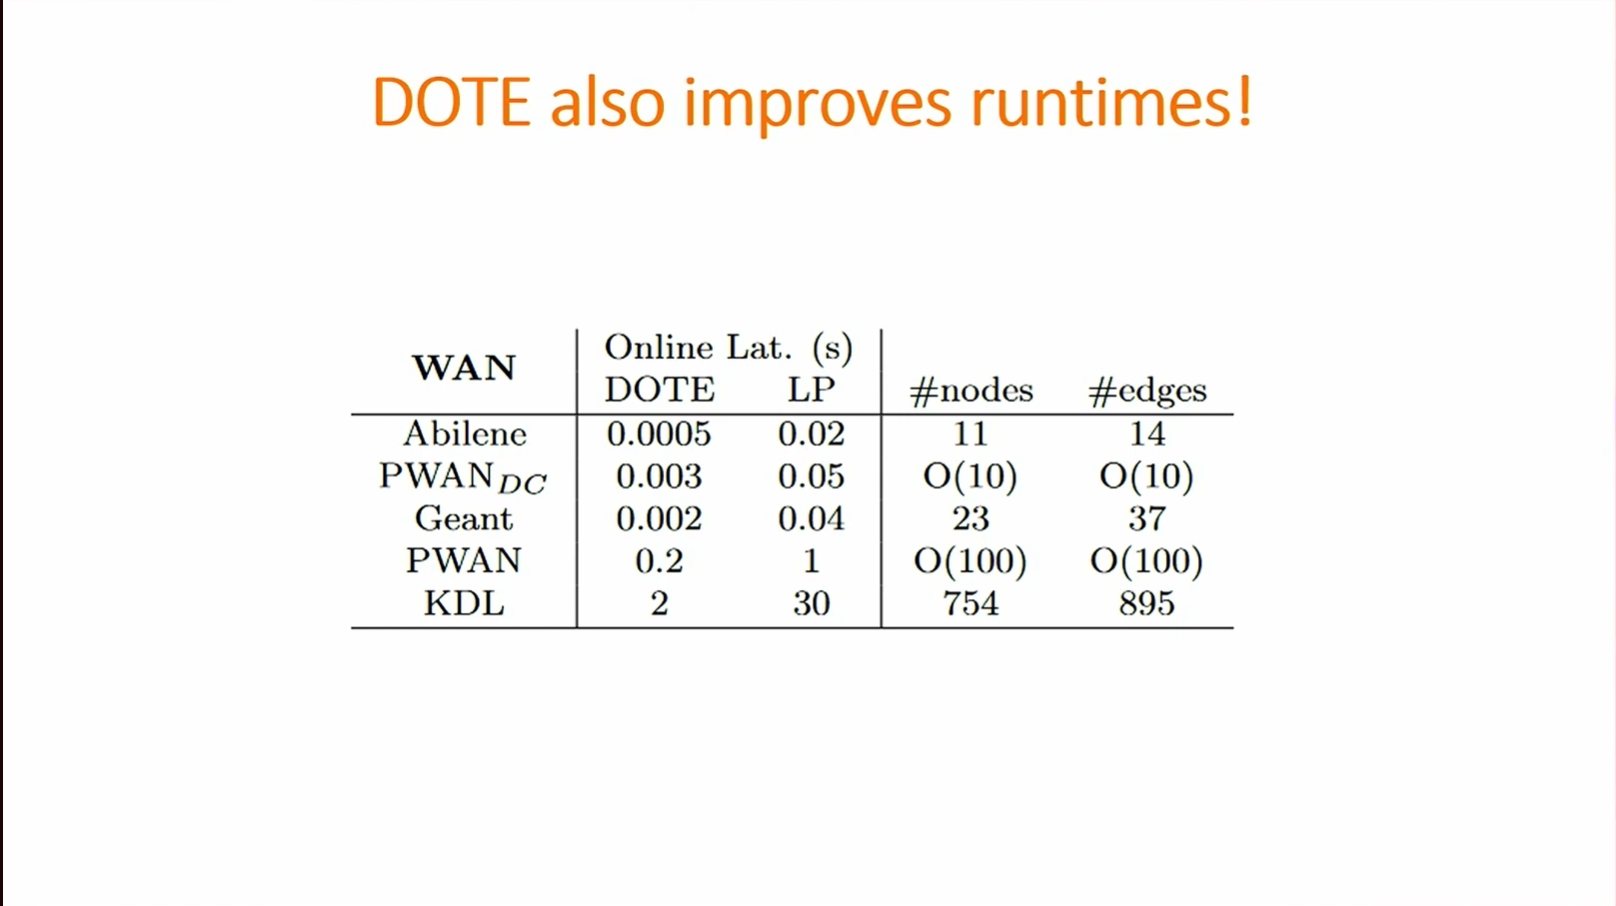 DOTE also improves runtimes!
WAN Online Lat. (s)
DOTE LP #nodes #edges
Abilene 0.0005 0.02 11 14
PWAN_DC 0.003 0.05 O(10) O(10)
Geant 0.002 0.04 23 37
PWAN 0.2 1 O(100) O(100)
KDL 2 30 754 895